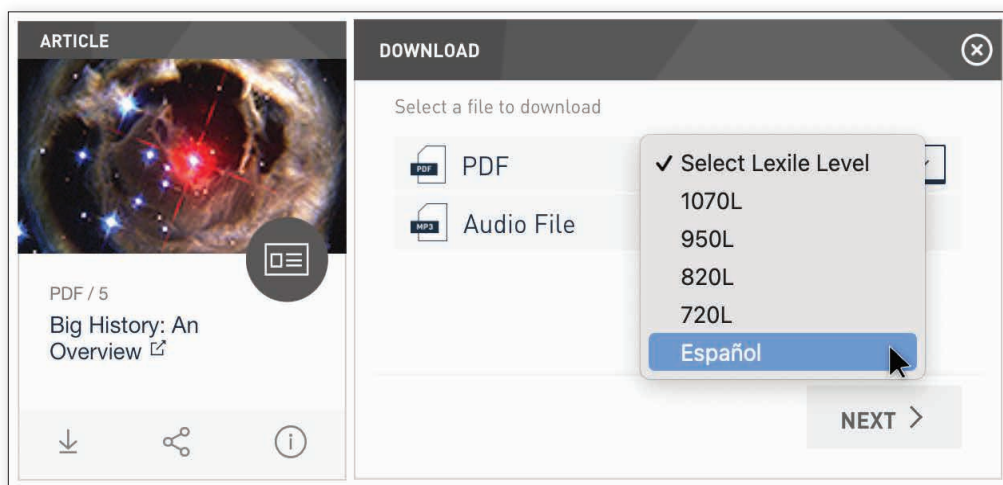 ARTICLE
PDF / 5
Big History: An
Overview
DOWNLOAD
Select a file to download
PDF
PDF
MP3
Audio File
✓ Select Lexile Level
1070L
950L
820L
720L
Español
NEXT >